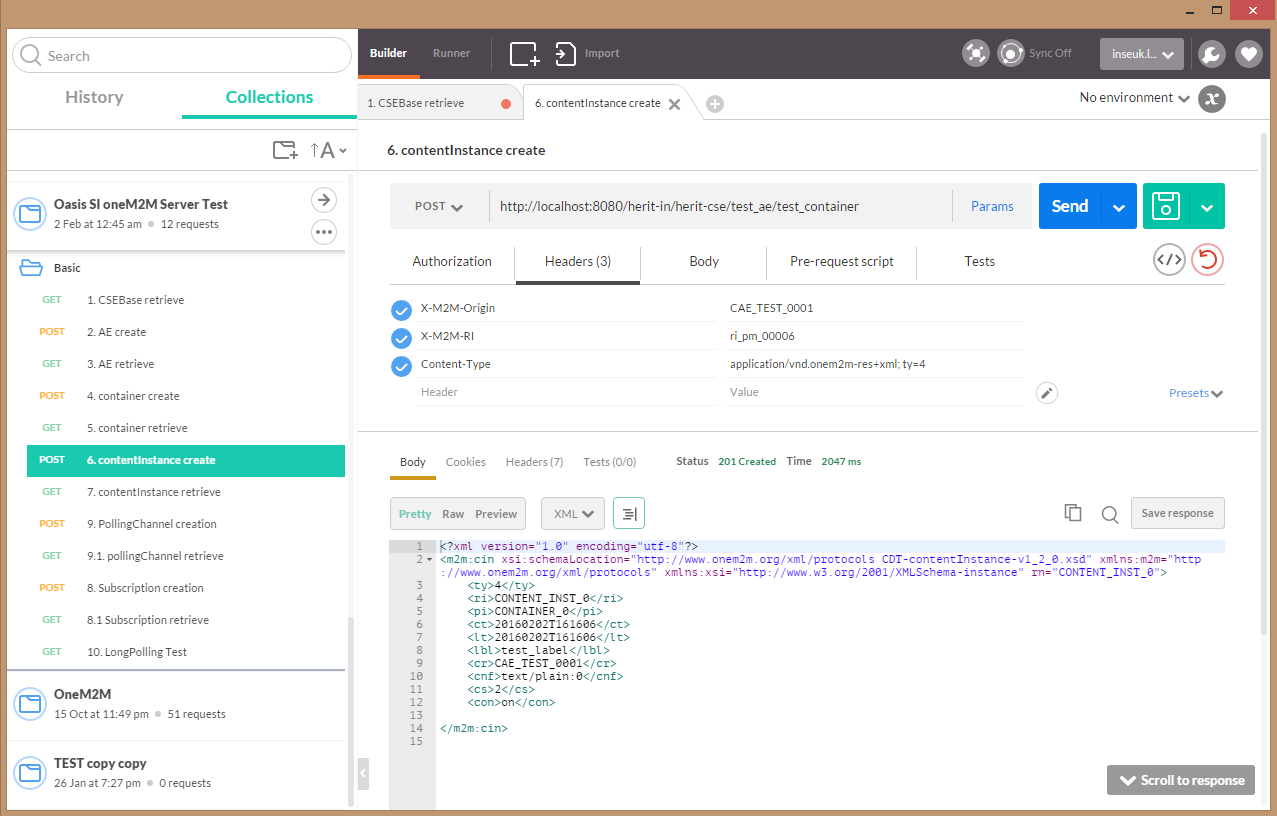 Search
History
Collections
↑A
Oasis SI oneM2M Server Test
2 Feb at 12:45 am ● 12 requests
Basic
GET 1. CSEBase retrieve
POST 2. AE create
GET 3. AE retrieve
POST 4. container create
GET 5. container retrieve
POST 6. contentInstance create
GET 7. contentInstance retrieve
POST 9. PollingChannel creation
GET 9.1. pollingChannel retrieve
POST 8. Subscription creation
GET 8.1 Subscription retrieve
GET 10. LongPolling Test
OneM2M
15 Oct at 11:49 pm ● 51 requests
TEST copy copy
26 Jan at 7:27 pm ● 0 requests
Builder Runner Import Sync Off inseuk.l...
1. CSEBase retrieve 6. contentInstance create No environment x
6. contentInstance create
POST http://localhost:8080/herit-in/herit-cse/test_ae/test_container Params Send
Authorization Headers (3) Body Pre-request script Tests </>
X-M2M-Origin CAE_TEST_0001
X-M2M-RI ri_pm_00006
Content-Type application/vnd.onem2m-res+xml; ty=4
Header Value Presets
Body Cookies Headers (7) Tests (0/0) Status 201 Created Time 2047 ms
Pretty Raw Preview XML Save response
1 <?xml version="1.0" encoding="utf-8"?>
2 <m2m:cin xsi:schemaLocation="http://www.onem2m.org/xml/protocols CDT-contentInstance-v1_2_0.xsd" xmlns:m2m="http
://www.onem2m.org/xml/protocols" xmlns:xsi="http://www.w3.org/2001/XMLSchema-instance" rn="CONTENT_INST_0">
3 <ty>4</ty>
4 <ri>CONTENT_INST_0</ri>
5 <pi>CONTAINER_0</pi>
6 <ct>20160202T161606</ct>
7 <lt>20160202T161606</lt>
8 <lbl>test_label</lbl>
9 <cr>CAE_TEST_0001</cr>
10 <cnf>text/plain:0</cnf>
11 <cs>2</cs>
12 <con>on</con>
13
14 </m2m:cin>
15
Scroll to response